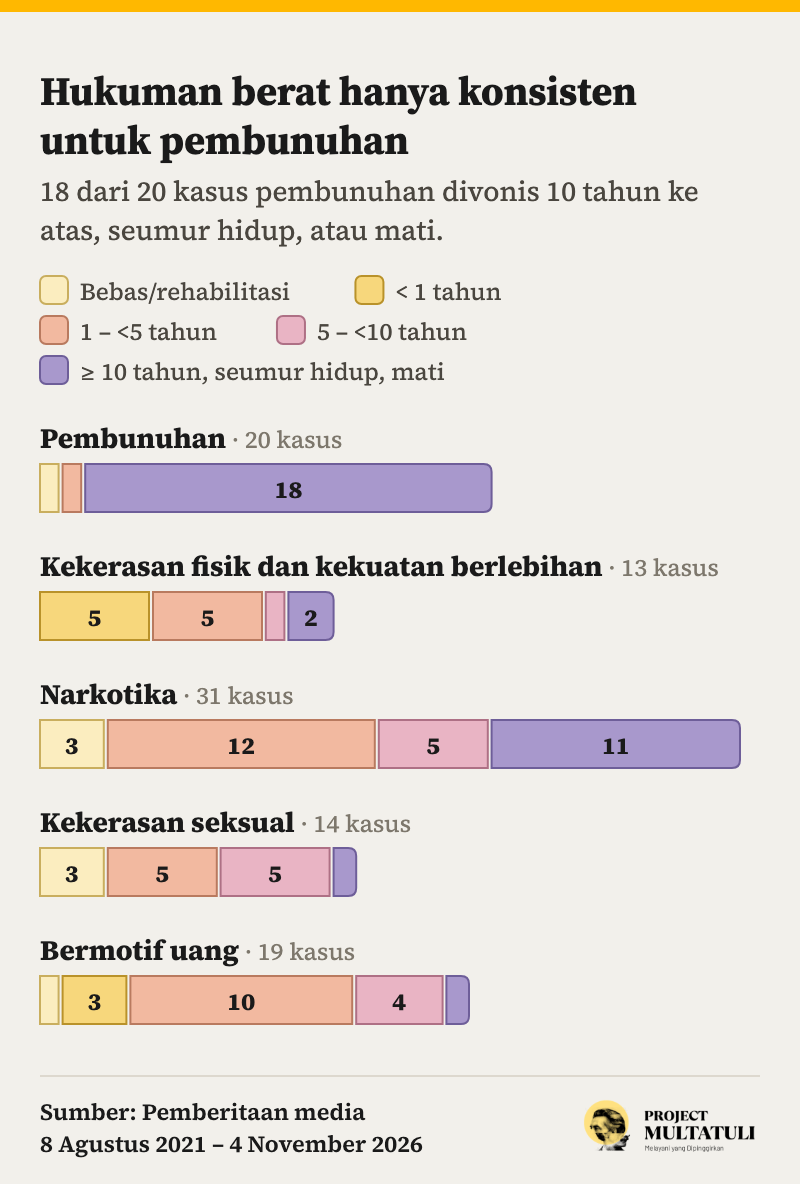 Hukuman berat hanya konsisten
untuk pembunuhan
18 dari 20 kasus pembunuhan divonis 10 tahun ke
atas, seumur hidup, atau mati.
Bebas/rehabilitasi < 1 tahun
1 – <5 tahun 5 – <10 tahun
≥ 10 tahun, seumur hidup, mati
Pembunuhan · 20 kasus
18
Kekerasan fisik dan kekuatan berlebihan · 13 kasus
5 5 2
Narkotika · 31 kasus
3 12 5 11
Kekerasan seksual · 14 kasus
3 5 5
Bermotif uang · 19 kasus
3 10 4
Sumber: Pemberitaan media
8 Agustus 2021 – 4 November 2026
PROJECT
MULTATULI
Melayani yang Dipinggirkan